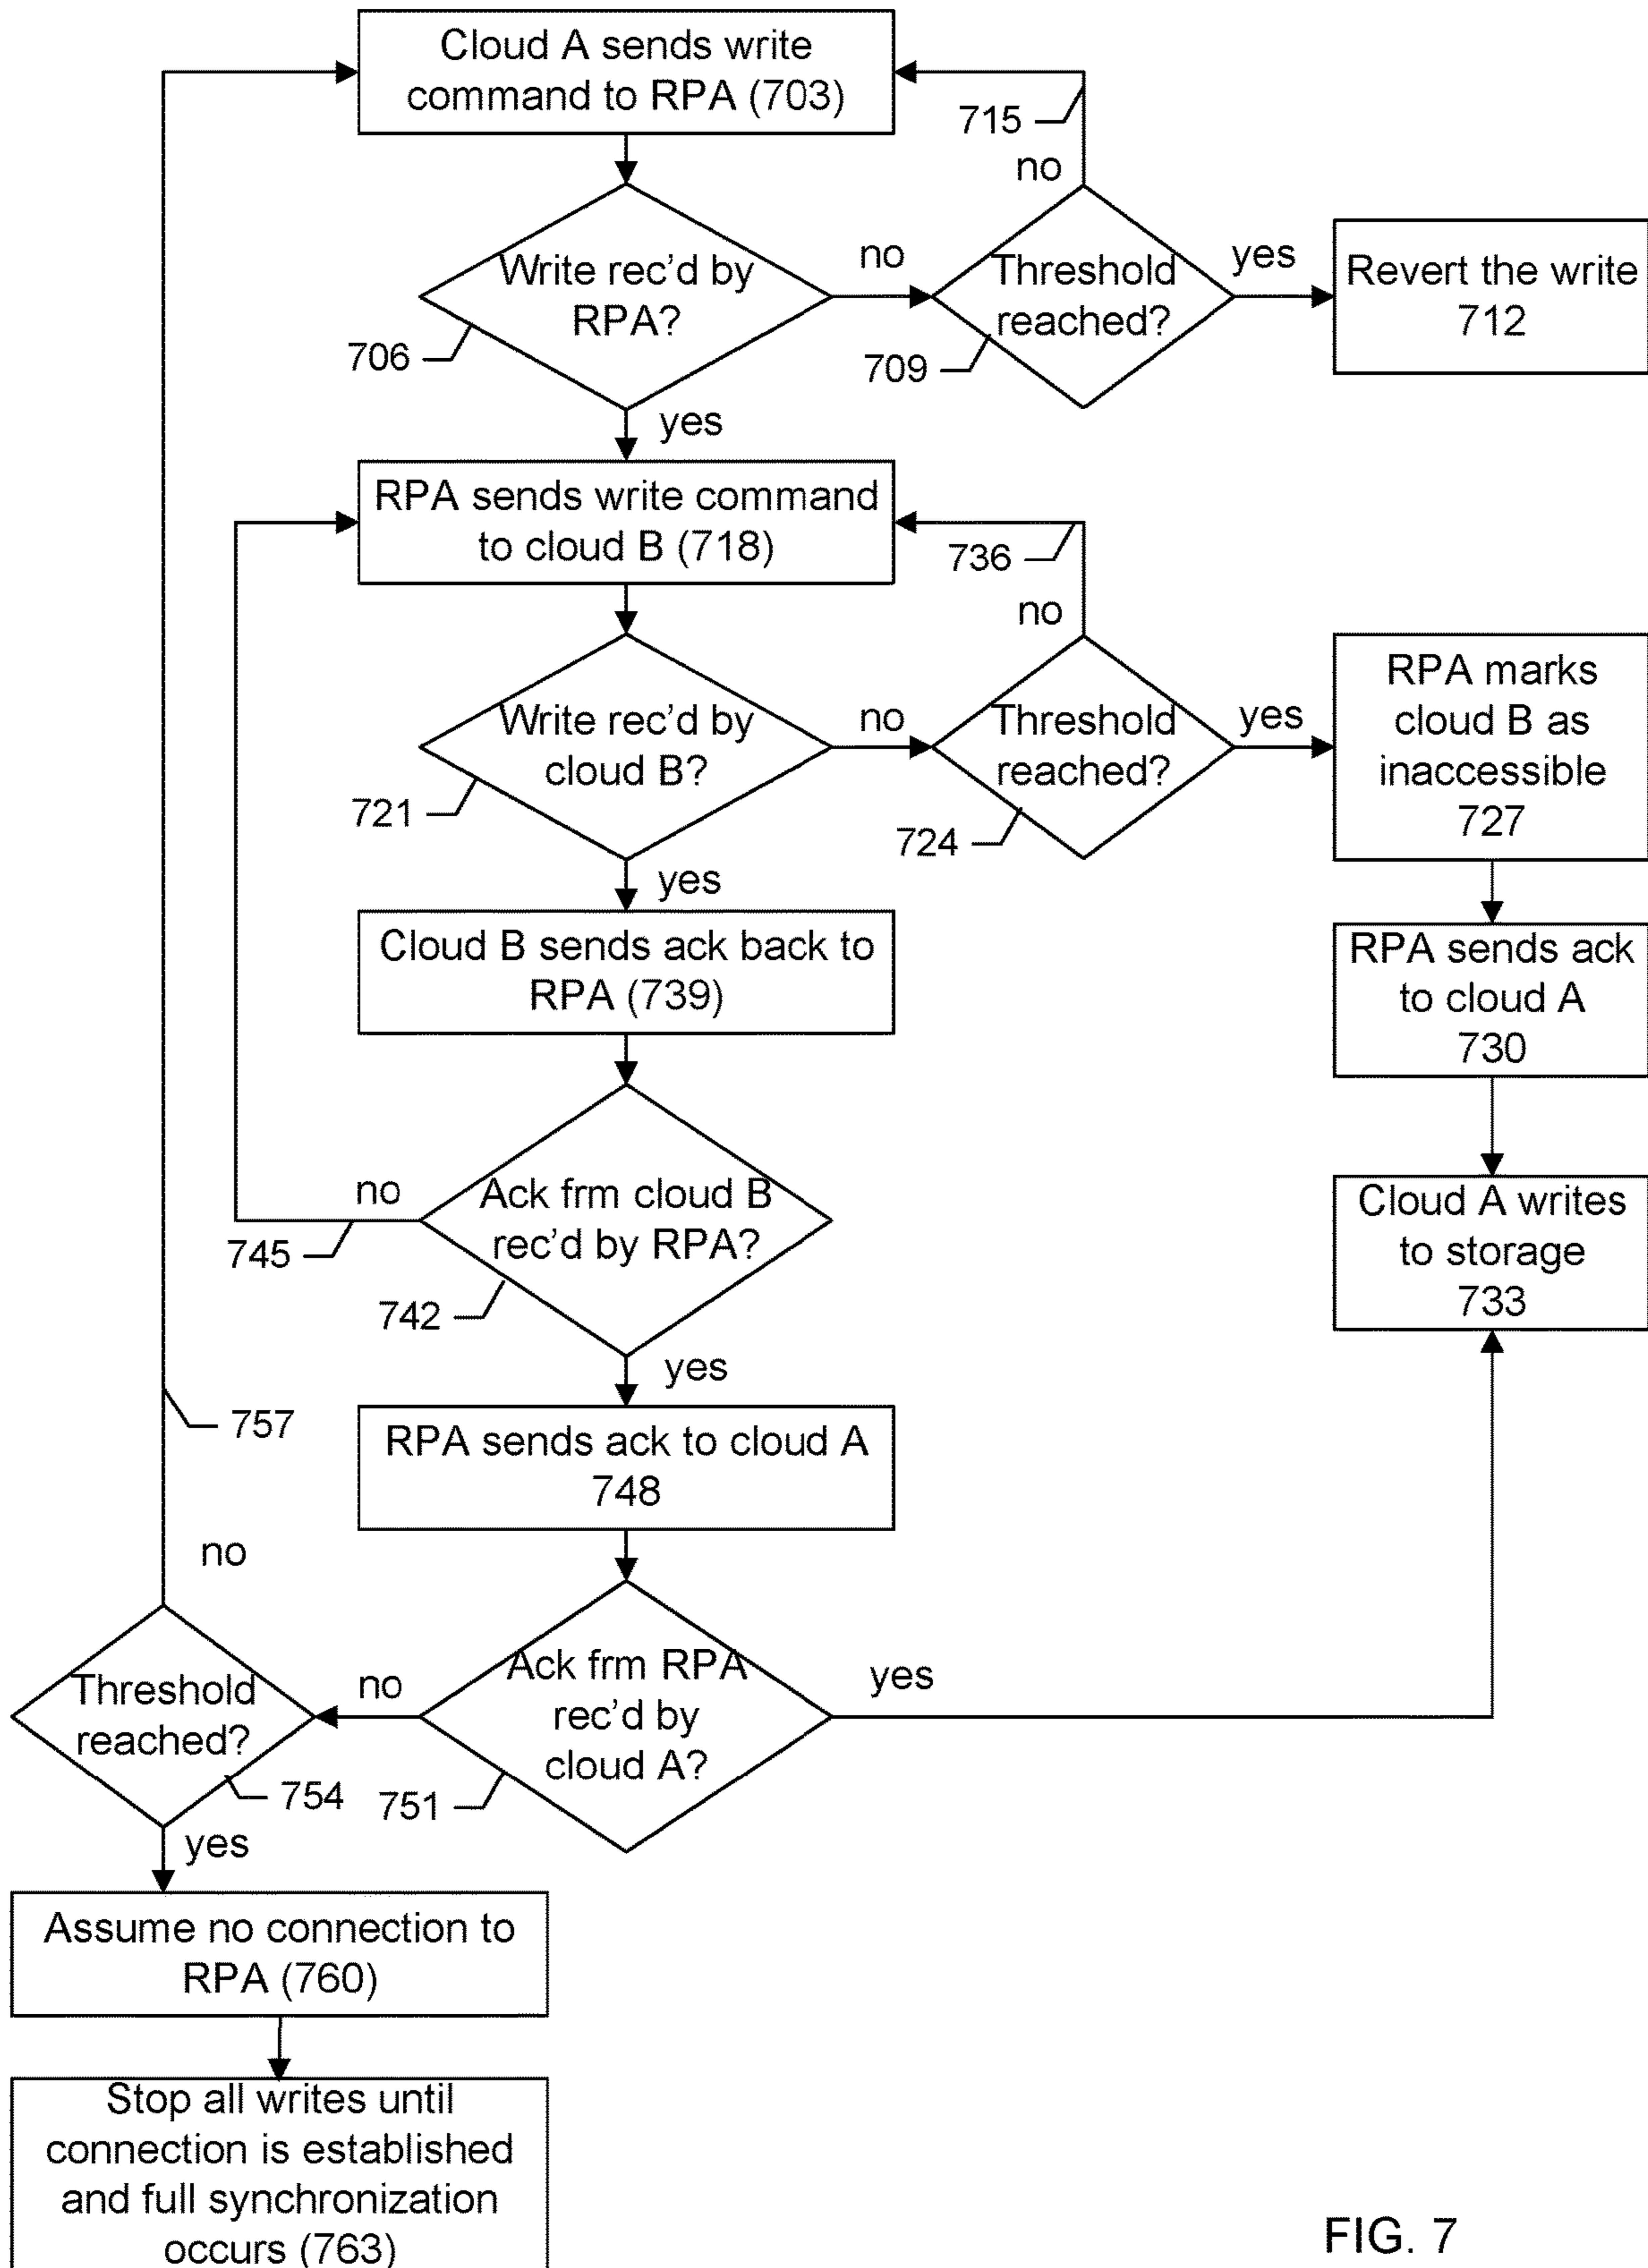 Cloud A sends write
command to RPA (703)
715
no
Write rec'd by
RPA?
706
no
Threshold
reached?
709
yes
Revert the write
712
yes
RPA sends write command
to cloud B (718)
736
no
Write rec'd by
cloud B?
721
no
Threshold
reached?
724
yes
RPA marks
cloud B as
inaccessible
727
yes
Cloud B sends ack back to
RPA (739)
RPA sends ack
to cloud A
730
no
745
Ack frm cloud B
rec'd by RPA?
742
Cloud A writes
to storage
733
yes
757
RPA sends ack to cloud A
748
no
Threshold
reached?
754
no
Ack frm RPA
rec'd by
cloud A?
751
yes
yes
Assume no connection to
RPA (760)
Stop all writes until
connection is established
and full synchronization
occurs (763)
FIG. 7